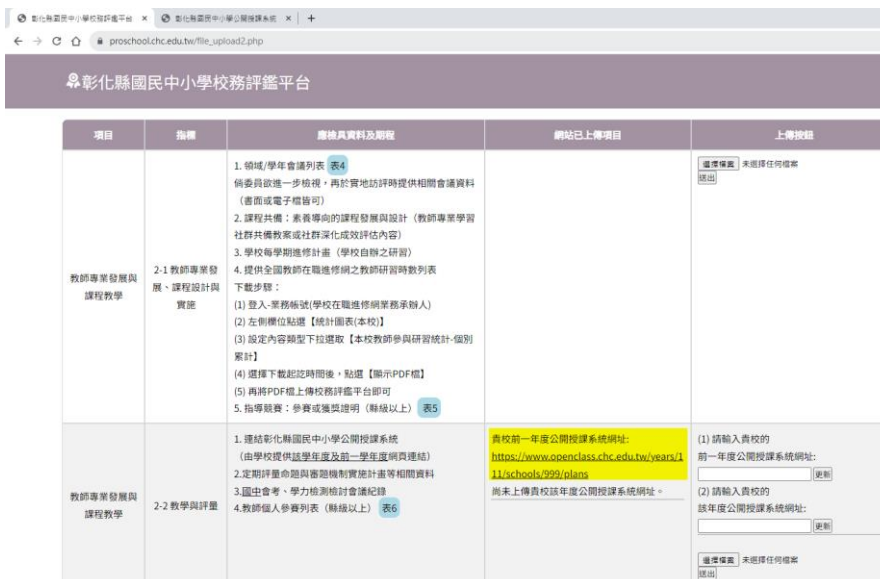 彰化縣國民中小學校務評鑑平台
彰化縣國民中小學公開授課系統
proschool.chc.edu.tw/file_upload2.php
彰化縣國民中小學校務評鑑平台
項目
指標
應檢具資料及期程
網站已上傳項目
上傳按鈕
教師專業發展與
課程教學
2-1 教師專業發
展、課程設計與
實施
1. 領域/學年會議列表 表4
倘委員欲進一步檢視，再於實地訪評時提供相關會議資料
（書面或電子檔皆可）
2. 課程共備：素養導向的課程發展與設計（教師專業學習
社群共備教案或社群深化成效評估內容）
3. 學校每學期進修計畫（學校自辦之研習）
4. 提供全國教師在職進修網之教師研習時數列表
下載步驟：
(1) 登入-業務帳號(學校在職進修網業務承辦人)
(2) 左側欄位點選【統計圖表(本校)】
(3) 設定內容類型下拉選取【本校教師參與研習統計-個別
累計】
(4) 選擇下載起訖時間後，點選【顯示PDF檔】
(5) 再將PDF檔上傳校務評鑑平台即可
5. 指導競賽：參賽或獲獎證明（縣級以上） 表5
選擇檔案 未選擇任何檔案
送出
教師專業發展與
課程教學
2-2 教學與評量
1. 連結彰化縣國民中小學公開授課系統
（由學校提供該學年度及前一學年度網頁連結）
2.定期評量命題與審題機制實施計畫等相關資料
3.國中會考、學力檢測檢討會議紀錄
4.教師個人參賽列表（縣級以上） 表6
貴校前一年度公開授課系統網址:
https://www.openclass.chc.edu.tw/years/1
11/schools/999/plans
尚未上傳貴校該年度公開授課系統網址。
(1) 請輸入貴校的
前一年度公開授課系統網址:
更新
(2) 請輸入貴校的
該年度公開授課系統網址:
更新
選擇檔案 未選擇任何檔案
送出